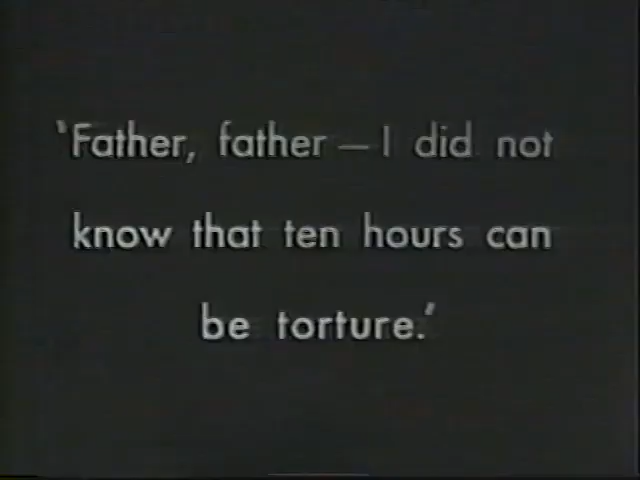 'Father, father — I did not
know that ten hours can
be torture.'